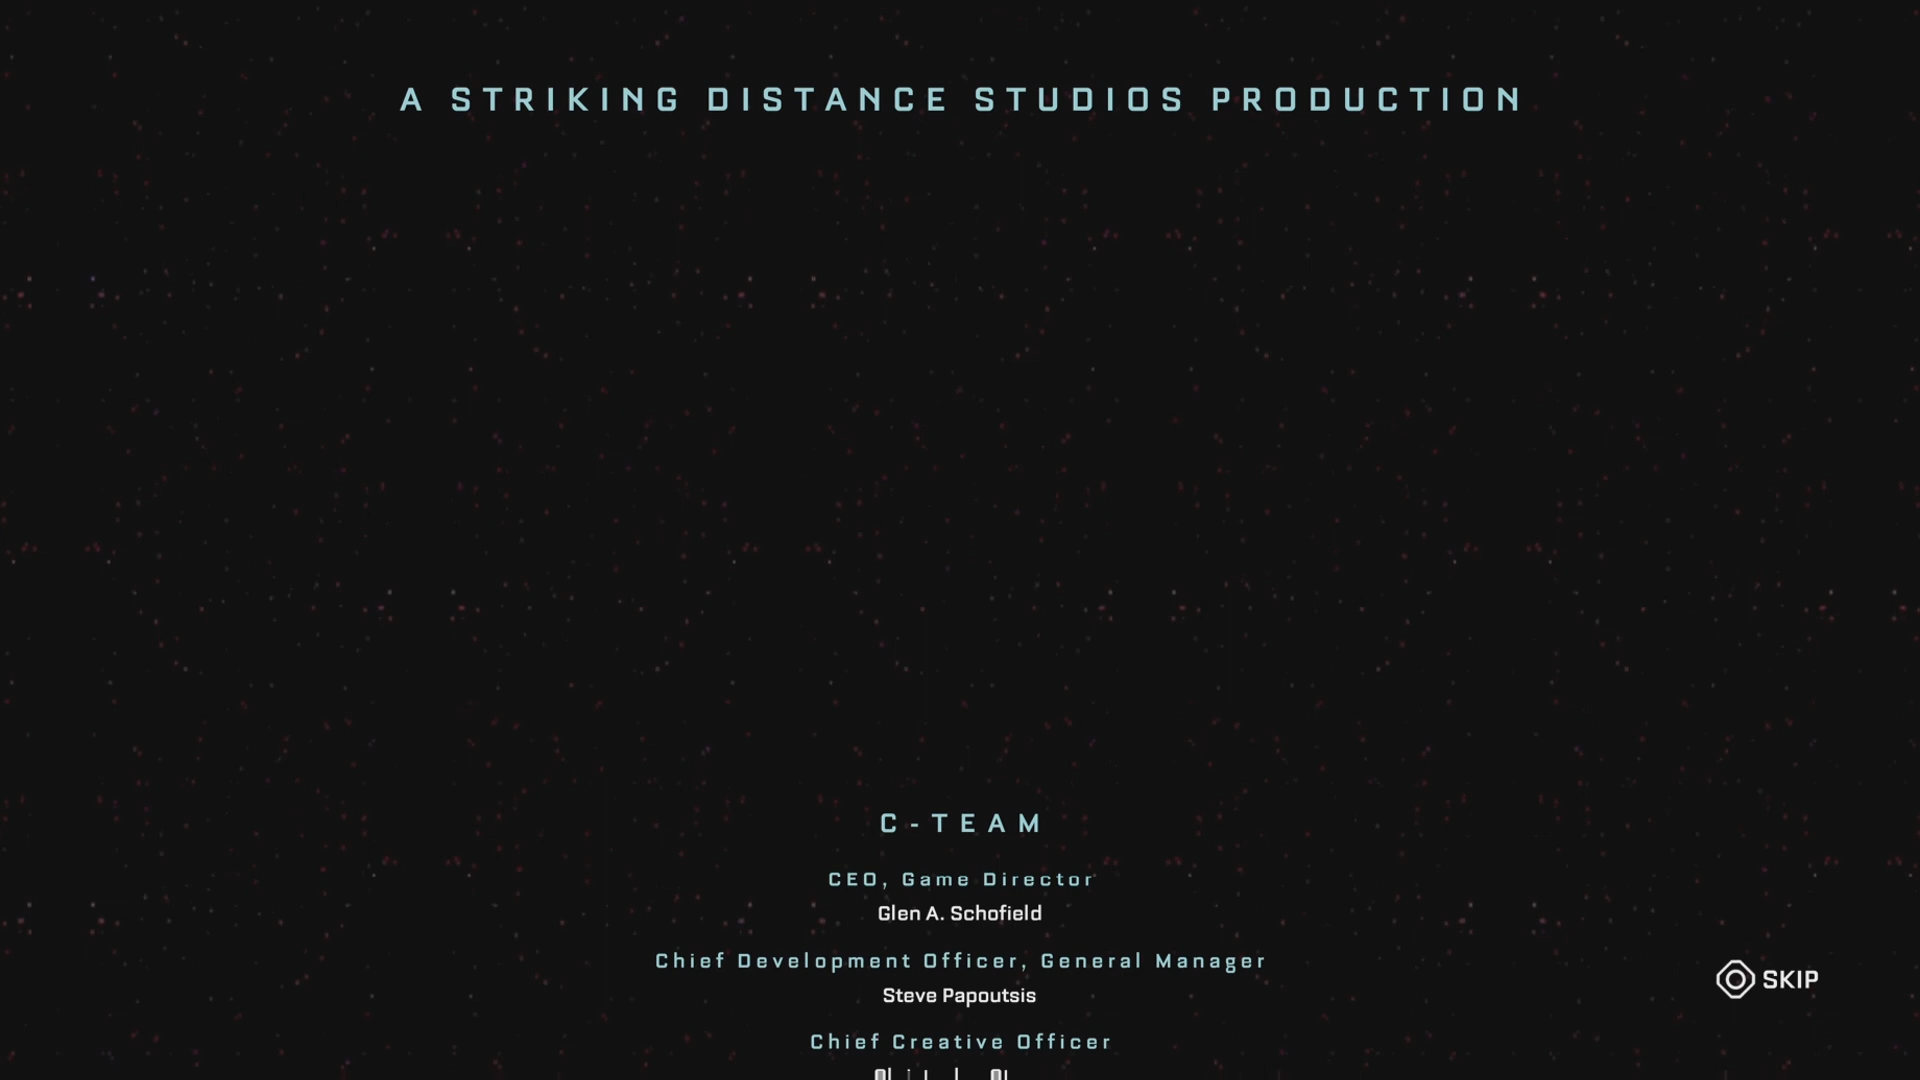 A STRIKING DISTANCE STUDIOS PRODUCTION
C-TEAM
CEO, Game Director
Glen A. Schofield
Chief Development Officer, General Manager
Steve Papoutsis
SKIP
Chief Creative Officer